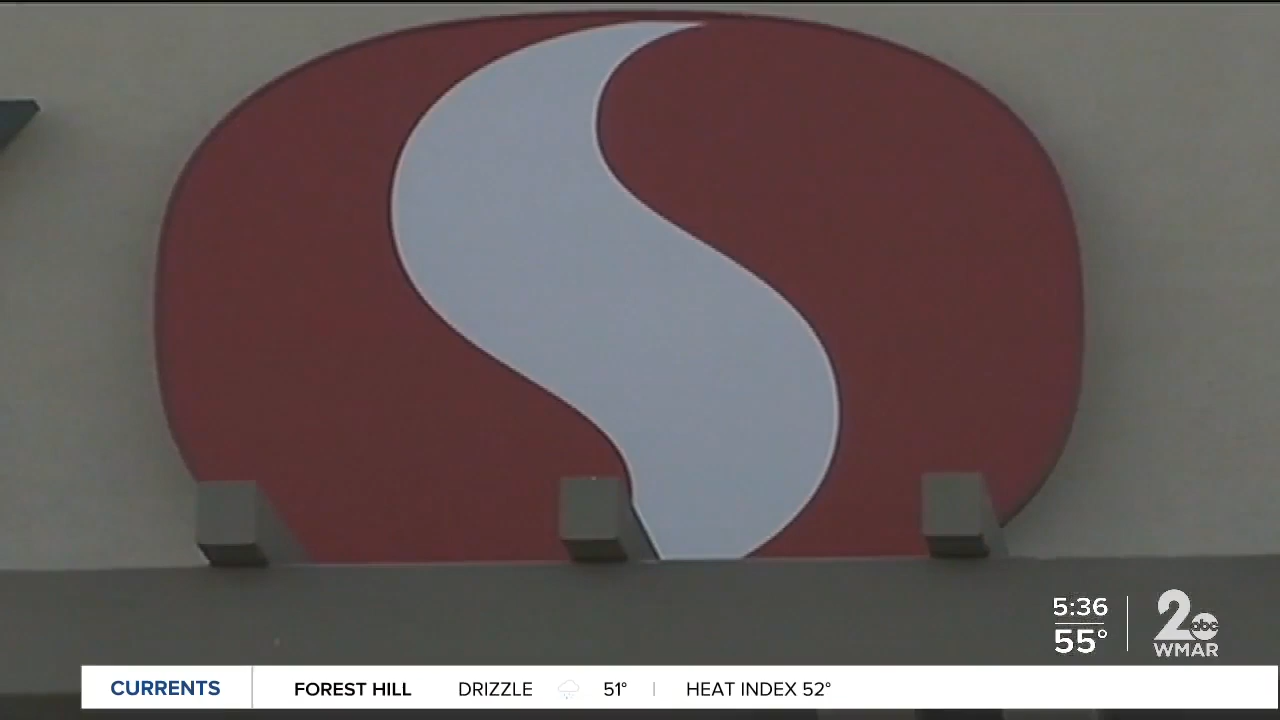 5:36
55°
2 abc
WMAR
CURRENTS FOREST HILL DRIZZLE 51° HEAT INDEX 52°